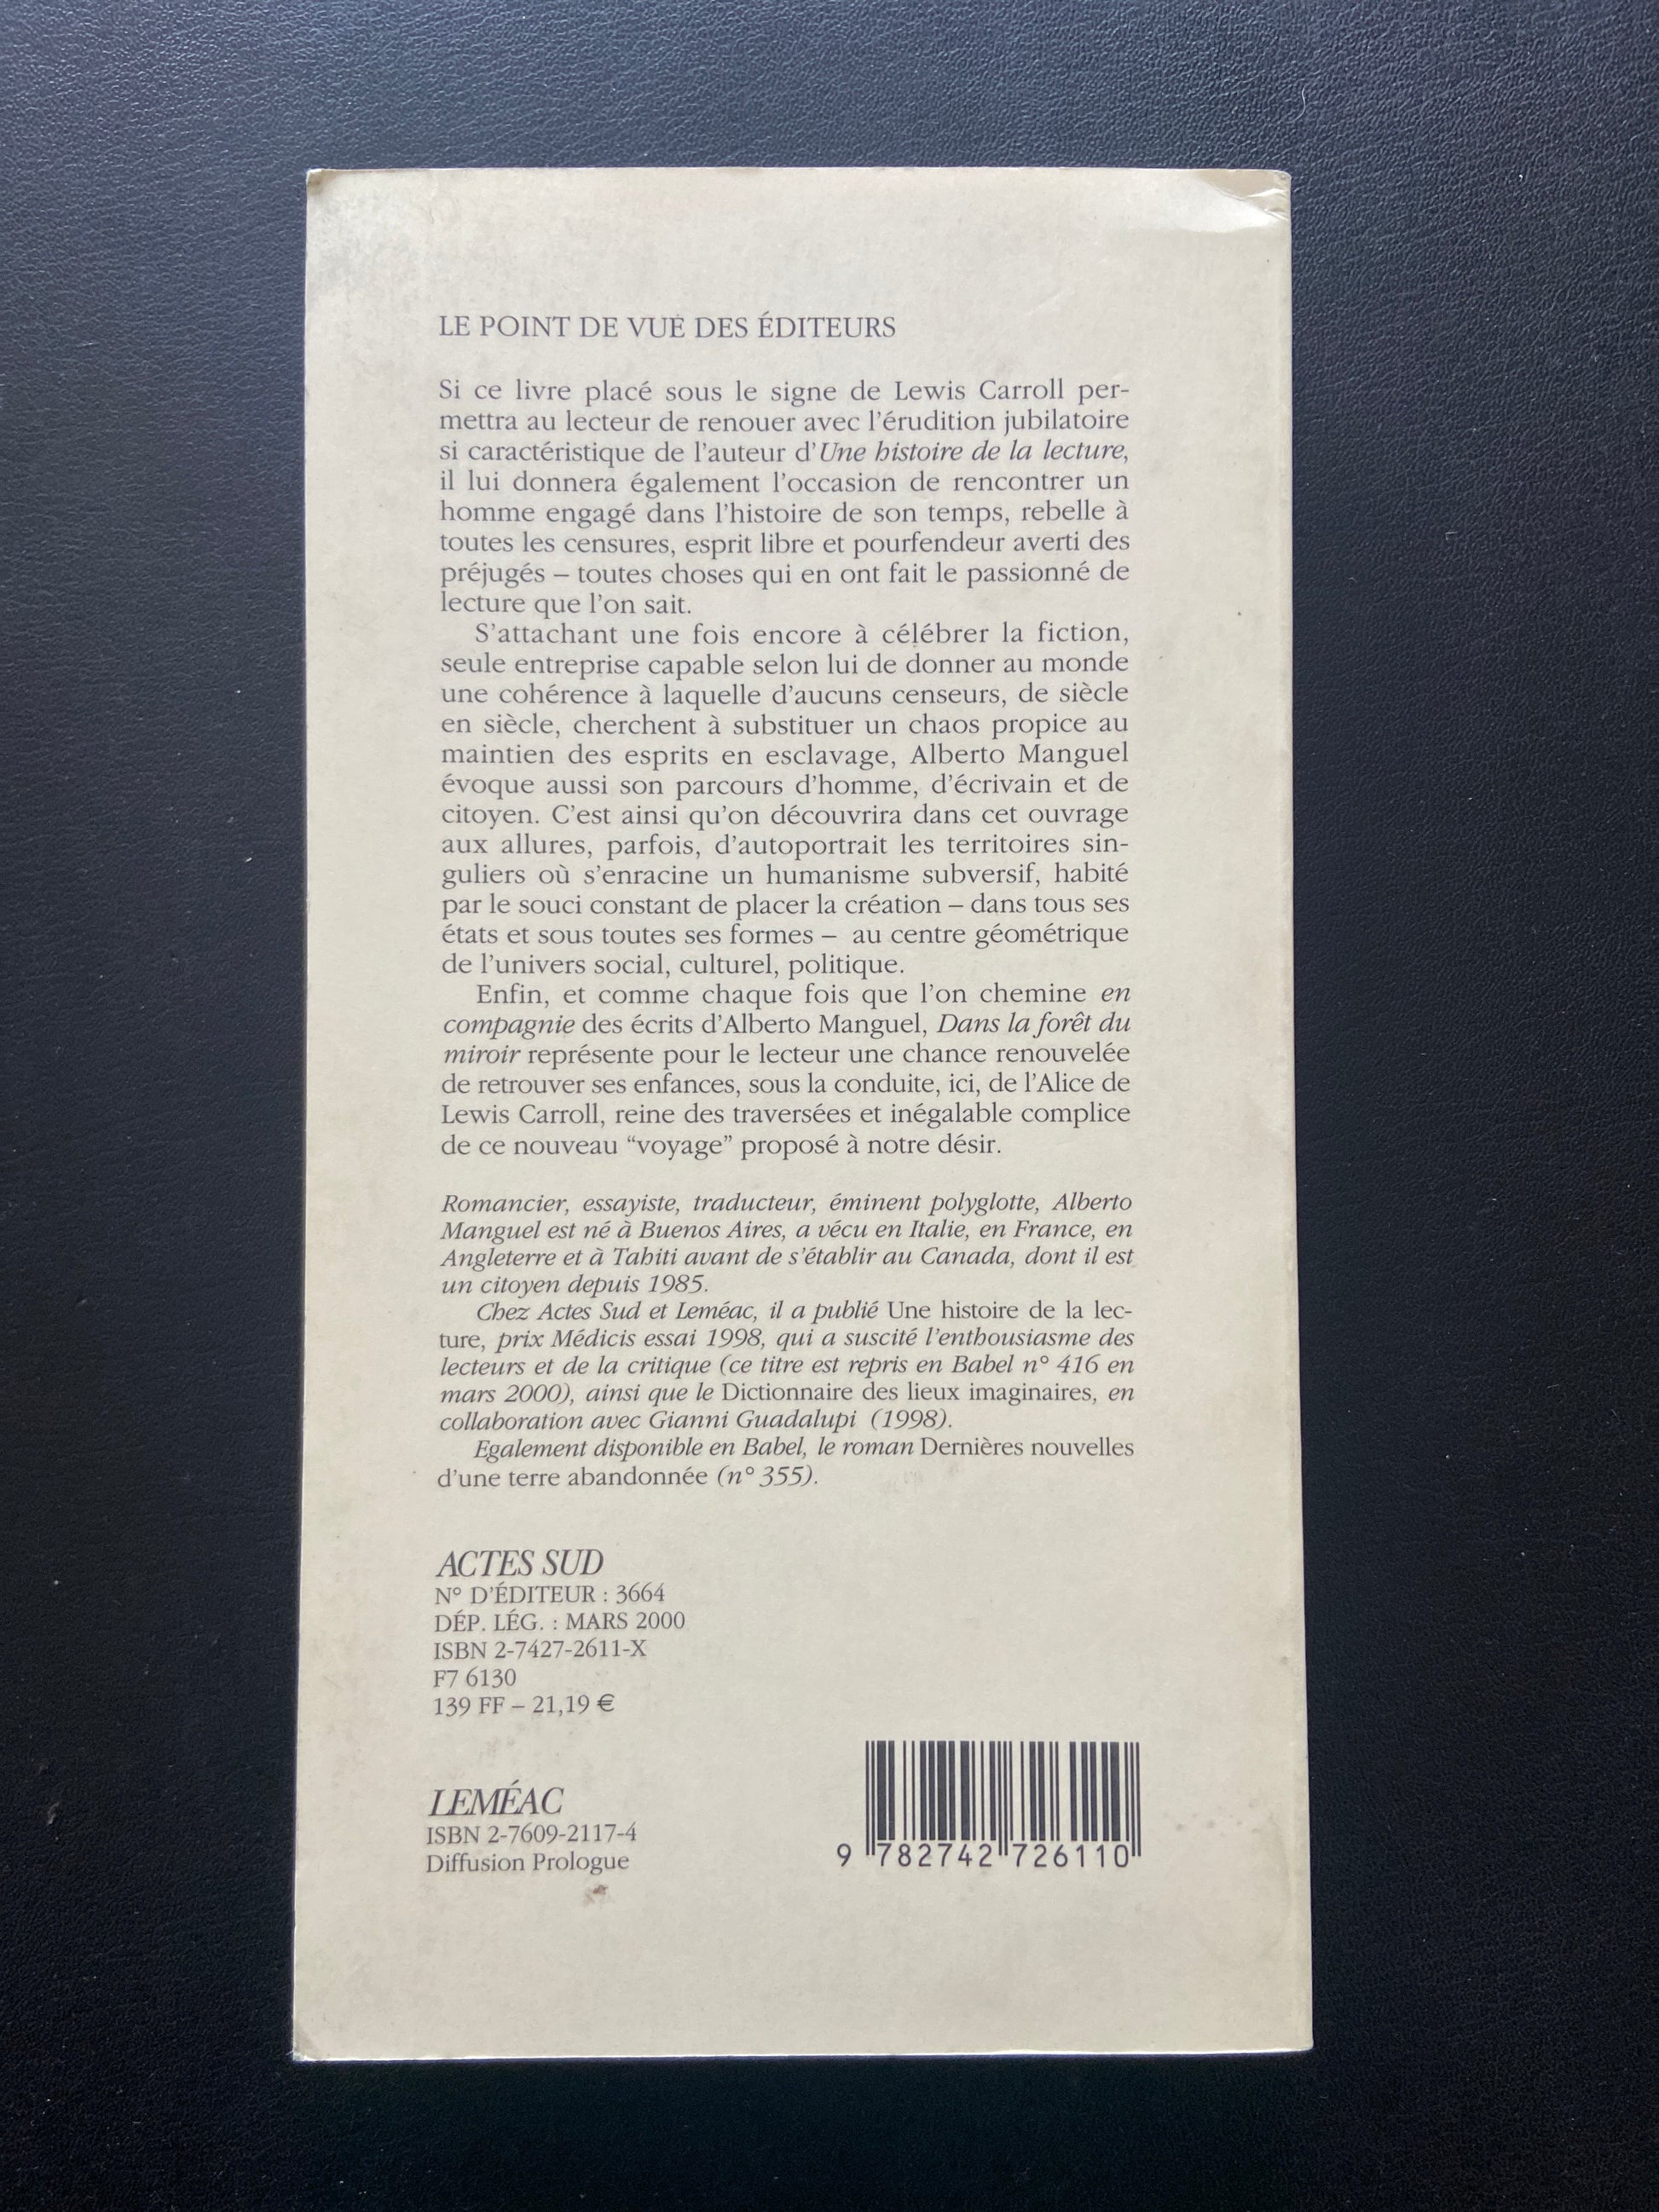 LE POINT DE VUE DES ÉDITEURS
Si ce livre placé sous le signe de Lewis Carroll per-
mettra au lecteur de renouer avec l'érudition jubilatoire
si caractéristique de l'auteur d'Une histoire de la lecture,
il lui donnera également l'occasion de rencontrer un
homme engagé dans l'histoire de son temps, rebelle à
toutes les censures, esprit libre et pourfendeur averti des
préjugés – toutes choses qui en ont fait le passionné de
lecture que l'on sait.
S'attachant une fois encore à célébrer la fiction,
seule entreprise capable selon lui de donner au monde
une cohérence à laquelle d'aucuns censeurs, de siècle
en siècle, cherchent à substituer un chaos propice au
maintien des esprits en esclavage, Alberto Manguel
évoque aussi son parcours d'homme, d'écrivain et de
citoyen. C'est ainsi qu'on découvrira dans cet ouvrage
aux allures, parfois, d'autoportrait les territoires sin-
guliers où s'enracine un humanisme subversif, habité
par le souci constant de placer la création – dans tous ses
états et sous toutes ses formes – au centre géométrique
de l'univers social, culturel, politique.
Enfin, et comme chaque fois que l'on chemine en
compagnie des écrits d'Alberto Manguel, Dans la forêt du
miroir représente pour le lecteur une chance renouvelée
de retrouver ses enfances, sous la conduite, ici, de l'Alice de
Lewis Carroll, reine des traversées et inégalable complice
de ce nouveau “voyage” proposé à notre désir.
Romancier, essayiste, traducteur, éminent polyglotte, Alberto
Manguel est né à Buenos Aires, a vécu en Italie, en France, en
Angleterre et à Tahiti avant de s'établir au Canada, dont il est
un citoyen depuis 1985.
Chez Actes Sud et Leméac, il a publié Une histoire de la lec-
ture, prix Médicis essai 1998, qui a suscité l'enthousiasme des
lecteurs et de la critique (ce titre est repris en Babel n° 416 en
mars 2000), ainsi que le Dictionnaire des lieux imaginaires, en
collaboration avec Gianni Guadalupi (1998).
Egalement disponible en Babel, le roman Dernières nouvelles
d'une terre abandonnée (n° 355).
ACTES SUD
N° D'ÉDITEUR : 3664
DÉP. LÉG. : MARS 2000
ISBN 2-7427-2611-X
F7 6130
139 FF – 21,19 €
LEMÉAC
ISBN 2-7609-2117-4
Diffusion Prologue
9 782742 726110